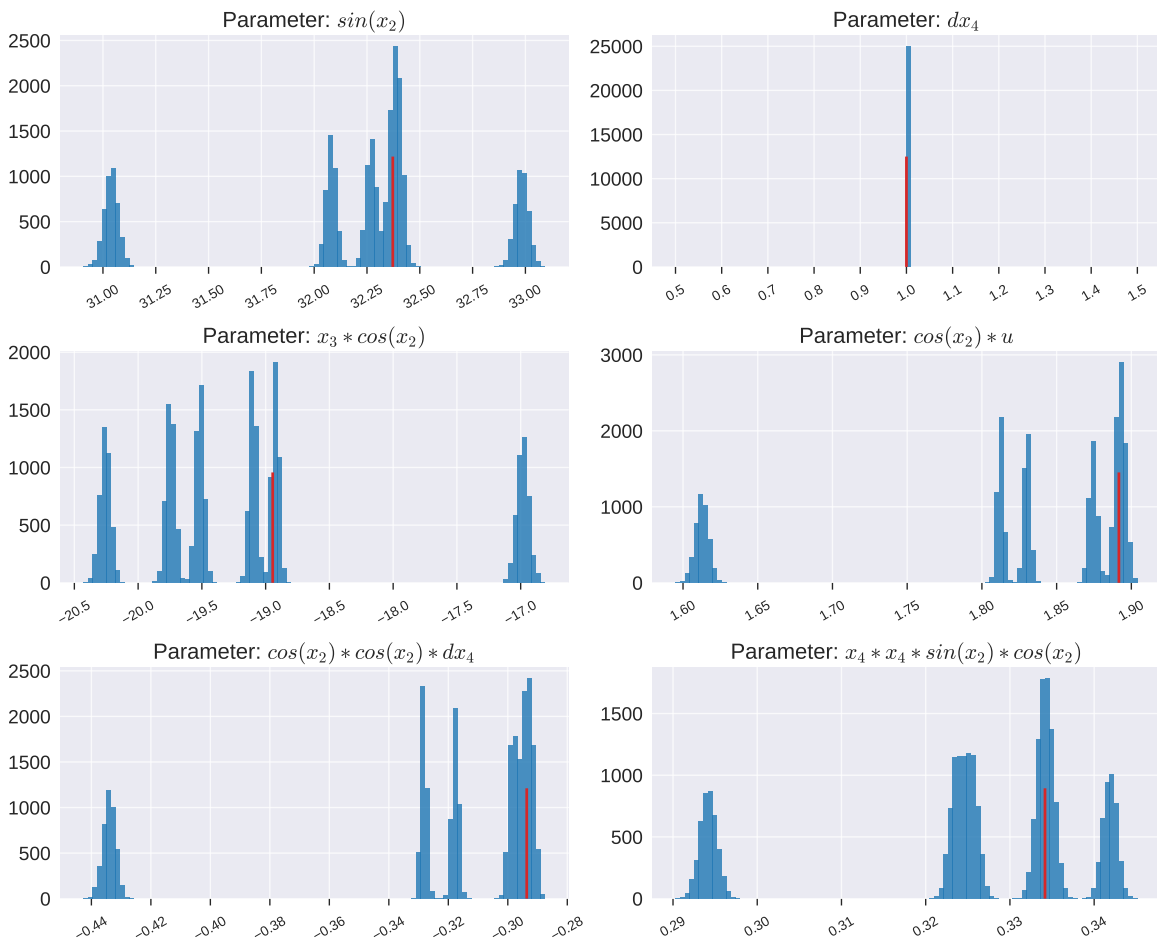 Parameter: sin(x₂)
2500
2000
1500
1000
500
0
31.00 31.25 31.50 31.75 32.00 32.25 32.50 32.75 33.00
Parameter: dx₄
25000
20000
15000
10000
5000
0
0.5 0.6 0.7 0.8 0.9 1.0 1.1 1.2 1.3 1.4 1.5
Parameter: x₃ * cos(x₂)
2000
1500
1000
500
0
−20.5 −20.0 −19.5 −19.0 −18.5 −18.0 −17.5 −17.0
Parameter: cos(x₂) * u
3000
2000
1000
0
1.60 1.65 1.70 1.75 1.80 1.85 1.90
Parameter: cos(x₂) * cos(x₂) * dx₄
2500
2000
1500
1000
500
0
−0.44 −0.42 −0.40 −0.38 −0.36 −0.34 −0.32 −0.30 −0.28
Parameter: x₄ * x₄ * sin(x₂) * cos(x₂)
1500
1000
500
0
0.29 0.30 0.31 0.32 0.33 0.34